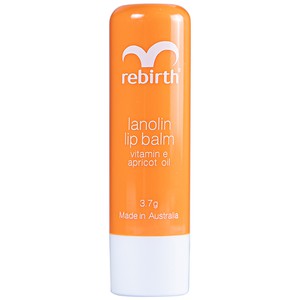 rebirth®
lanolin
lip balm
vitamin e
apricot oil
3.7g
Made in Australia